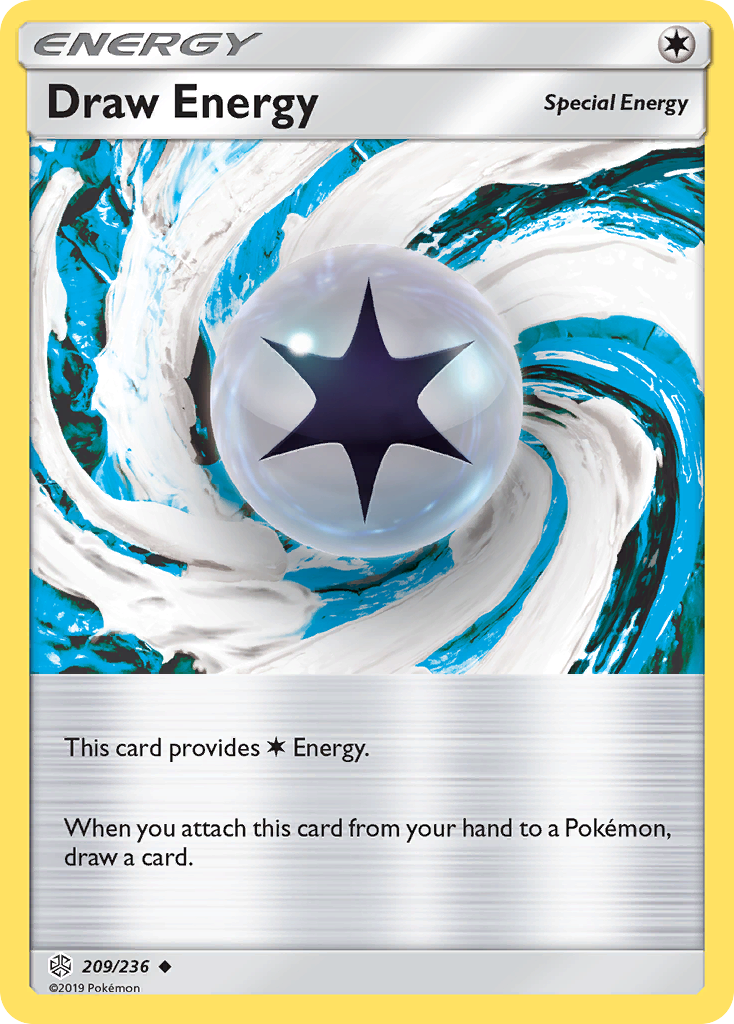 ENERGY
Draw Energy
Special Energy
This card provides Energy.
When you attach this card from your hand to a Pokémon,
draw a card.
209/236
©2019 Pokémon